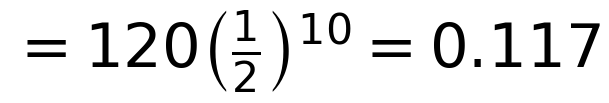 = 120(1/2)^10 = 0.117